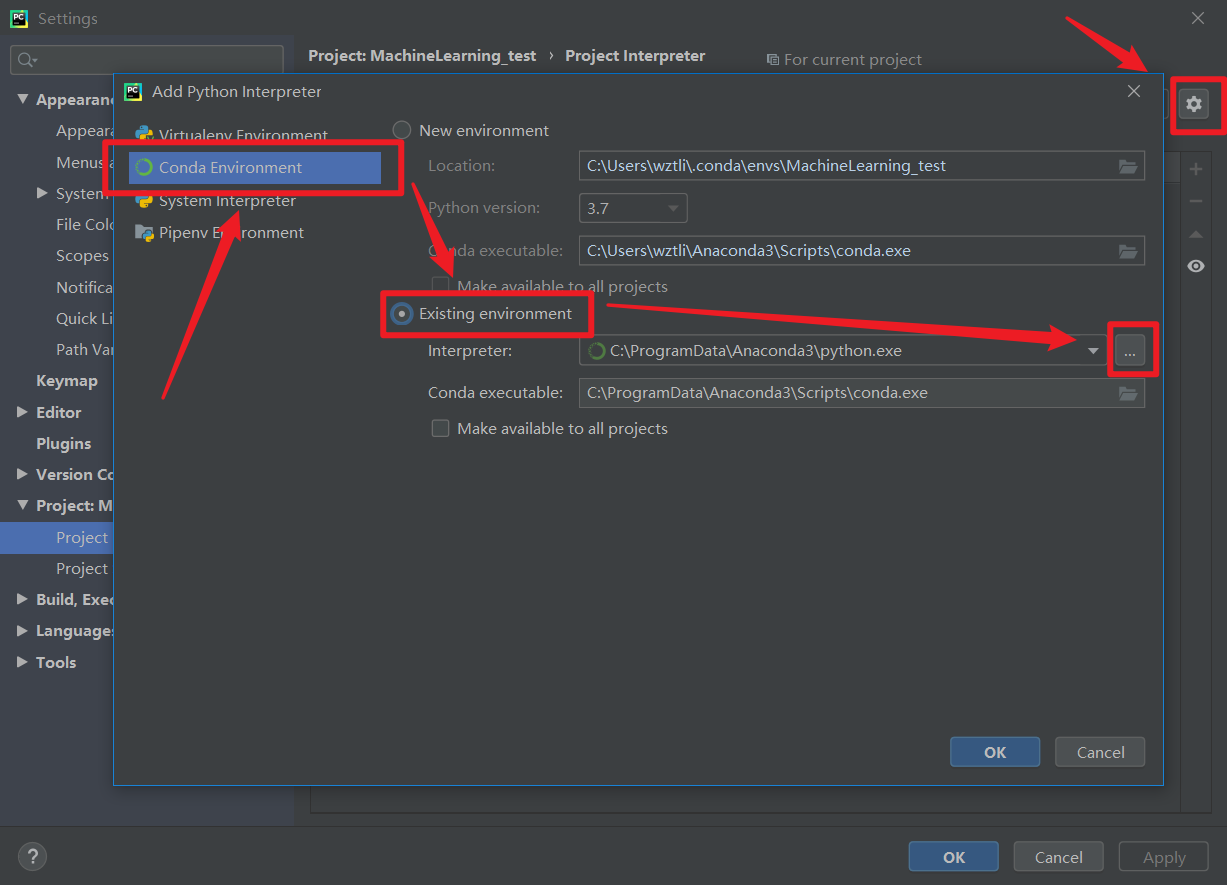 PC Settings
Project: MachineLearning_test › Project Interpreter For current project
PC Add Python Interpreter
Appearan
Appeara
Menus a
System
File Colo
Scopes
Notifica
Quick Li
Path Var
Keymap
Editor
Plugins
Version Co
Project: M
Project
Project
Build, Exec
Languages
Tools
Virtualenv Environment
Conda Environment
System Interpreter
Pipenv Environment
New environment
Location: C:\Users\wztli\.conda\envs\MachineLearning_test
Python version: 3.7
Conda executable: C:\Users\wztli\Anaconda3\Scripts\conda.exe
Make available to all projects
Existing environment
Interpreter: C:\ProgramData\Anaconda3\python.exe ...
Conda executable: C:\ProgramData\Anaconda3\Scripts\conda.exe
Make available to all projects
OK Cancel
? OK Cancel Apply